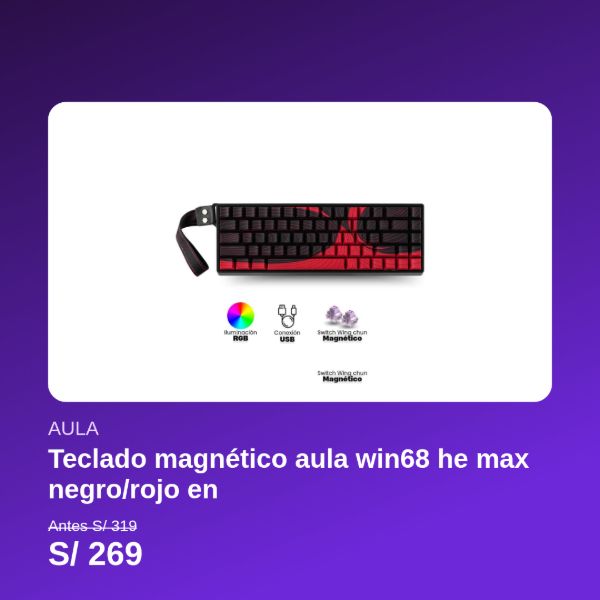 Iluminación
RGB
Conexión
USB
Switch Wing chun
Magnético
Switch Wing chun
Magnético
AULA
Teclado magnético aula win68 he max
negro/rojo en
Antes S/ 319
S/ 269